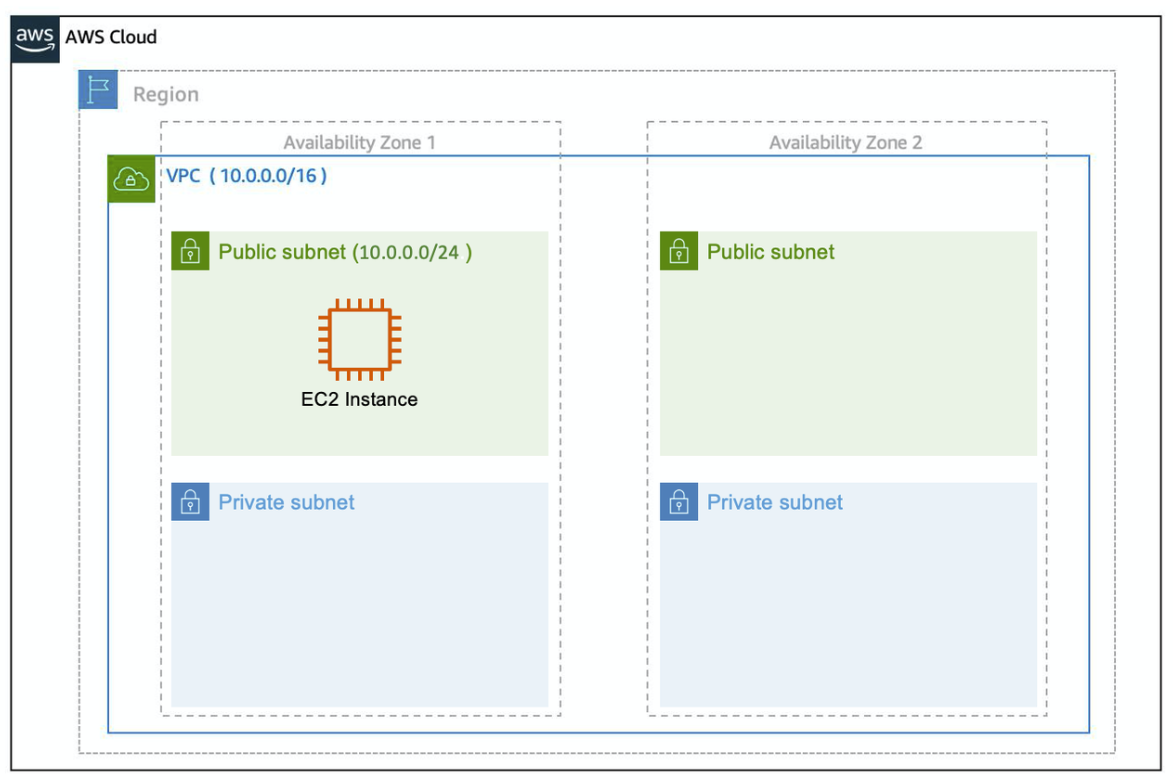 aws
AWS Cloud
Region
Availability Zone 1
Availability Zone 2
VPC ( 10.0.0.0/16 )
Public subnet (10.0.0.0/24 )
Public subnet
EC2 Instance
Private subnet
Private subnet